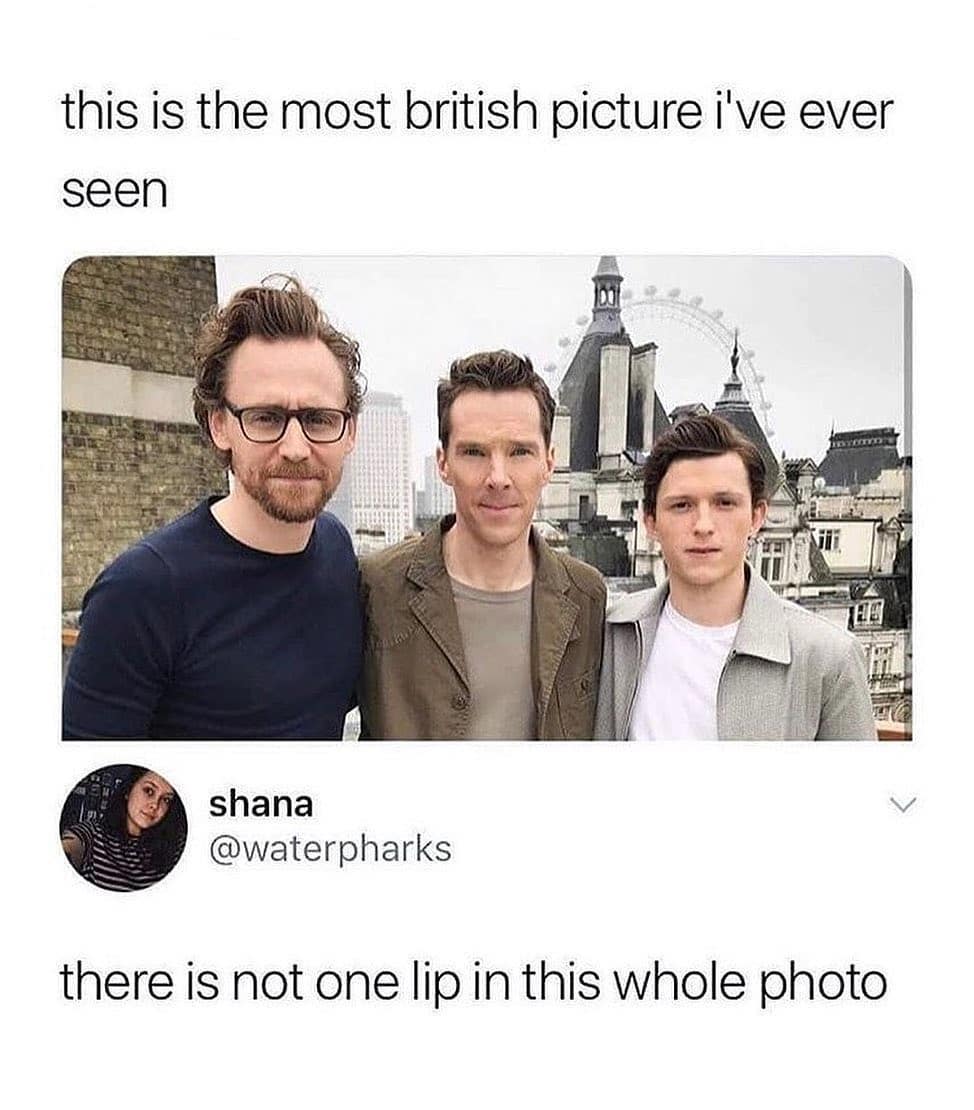 this is the most british picture i've ever
seen
shana
@waterpharks
there is not one lip in this whole photo